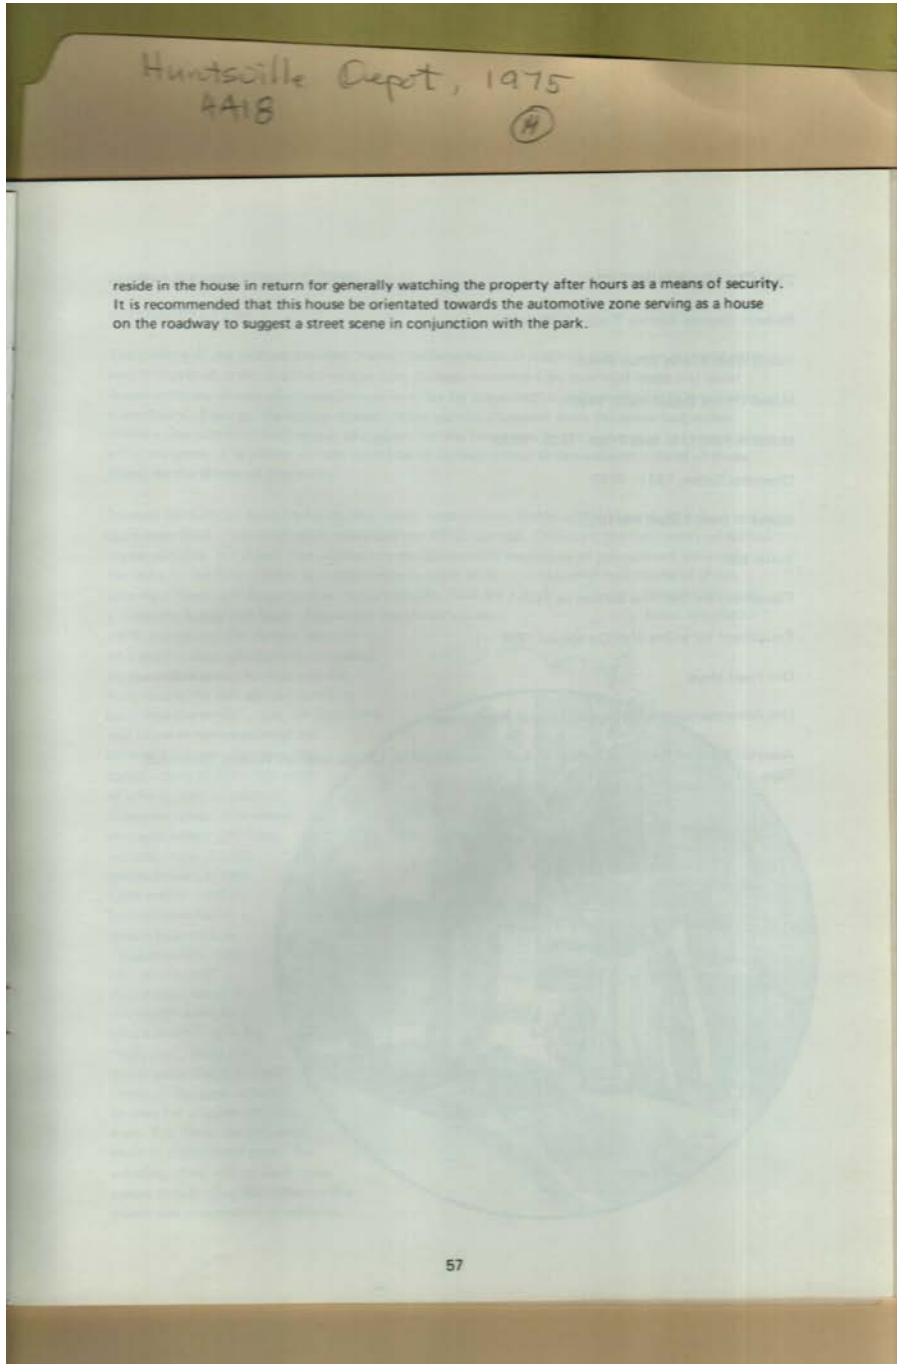 Huntsville Depot, 1975
4418
M
reside in the house in return for generally watching the property after hours as a means of security.
It is recommended that this house be orientated towards the automotive zone serving as a house
on the roadway to suggest a street scene in conjunction with the park.
57